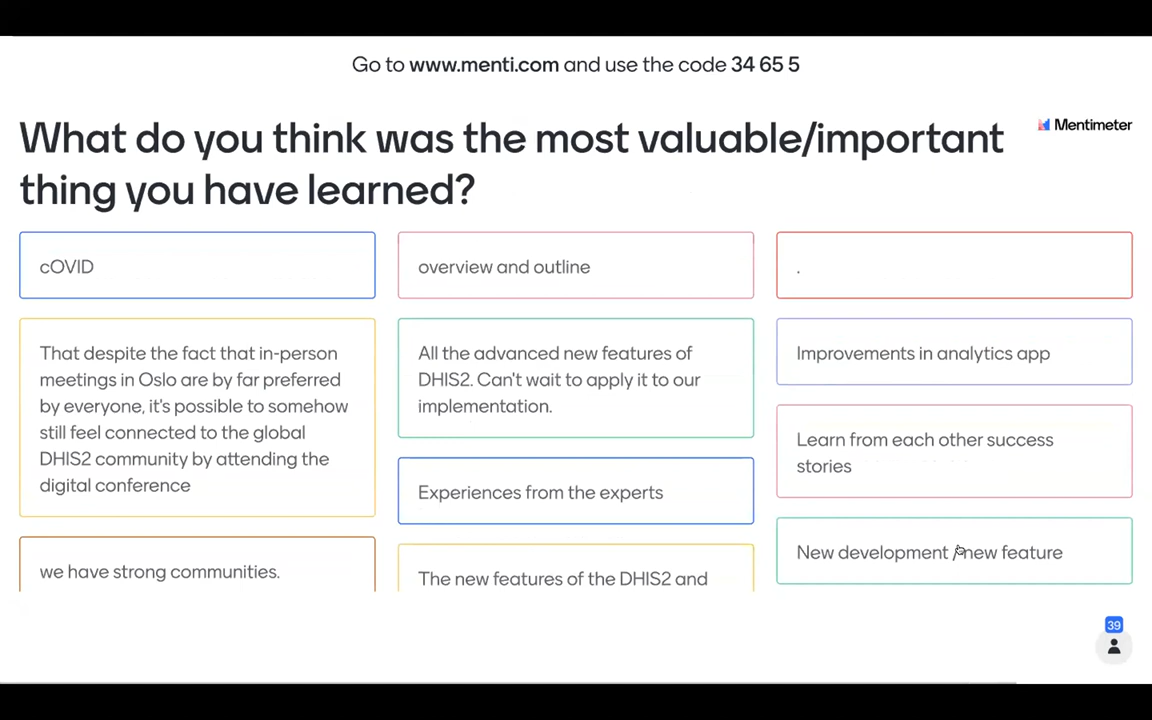 Go to www.menti.com and use the code 34 65 5
What do you think was the most valuable/important
thing you have learned?
Mentimeter
cOVID
That despite the fact that in-person
meetings in Oslo are by far preferred
by everyone, it's possible to somehow
still feel connected to the global
DHIS2 community by attending the
digital conference
we have strong communities.
overview and outline
All the advanced new features of
DHIS2. Can't wait to apply it to our
implementation.
Experiences from the experts
The new features of the DHIS2 and
.
Improvements in analytics app
Learn from each other success
stories
New development /new feature
39